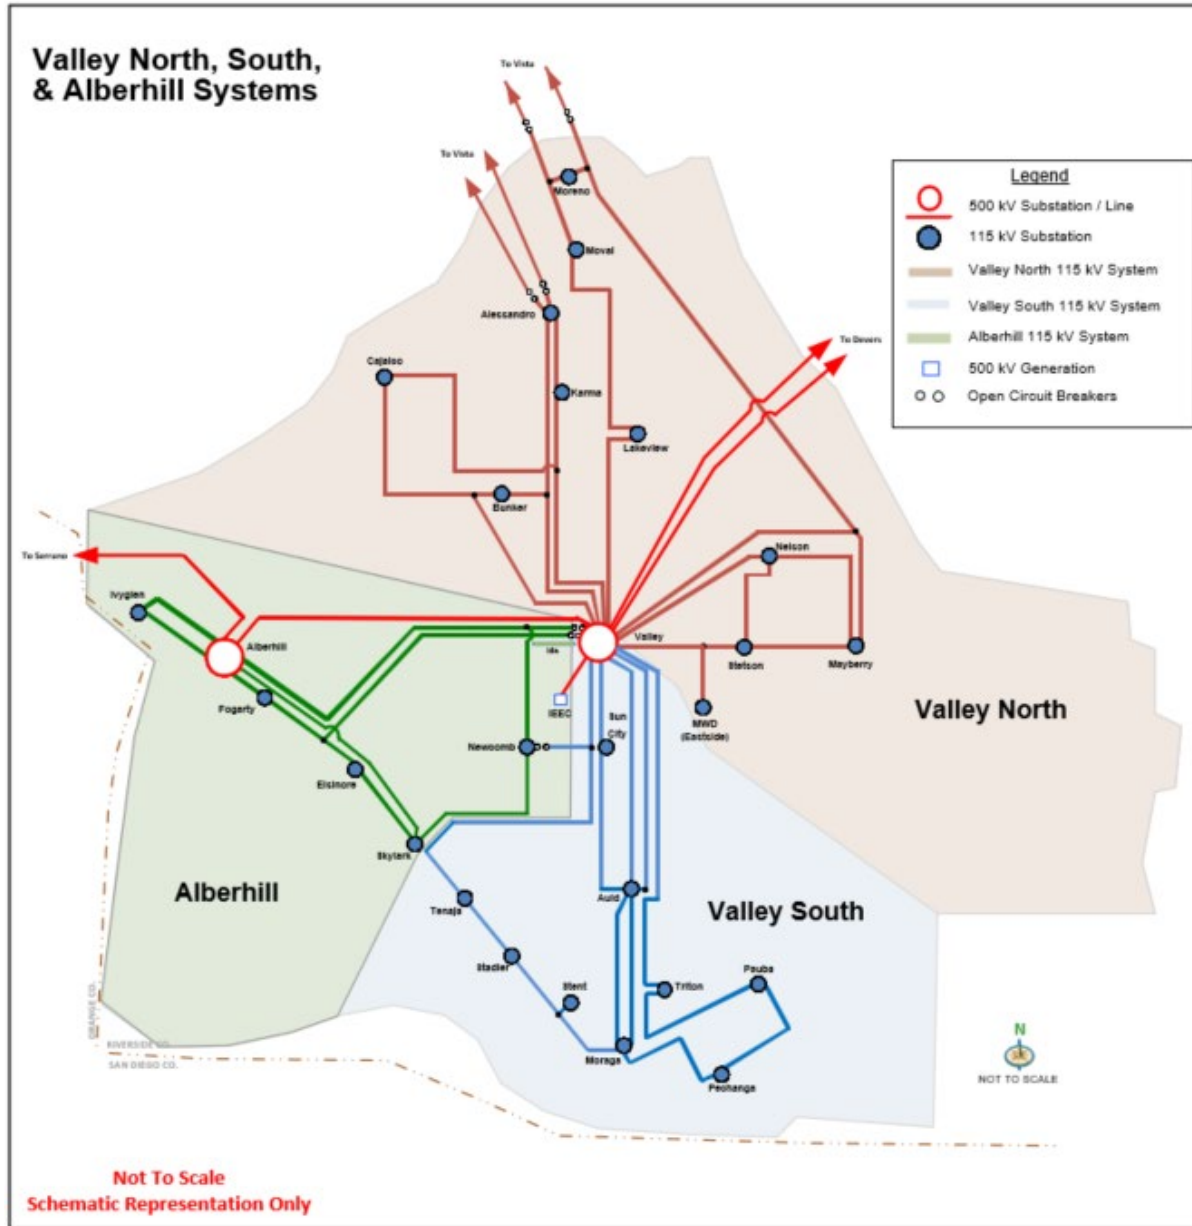 Valley North, South,
& Alberhill Systems
To Vista
To Vista
Moreno
Moval
Alessandro
Cajalco
Karma
Lakeview
Bunker
To Devers
Legend
500 kV Substation / Line
115 kV Substation
Valley North 115 kV System
Valley South 115 kV System
Alberhill 115 kV System
500 kV Generation
Open Circuit Breakers
To Serrano
Ivyglen
Alberhill
Fogarty
Elsinore
Skylark
Newcomb
Ida
IEEC
Sun
City
Valley
Nelson
Stetson
Mayberry
MWD
(Eastside)
Valley North
Alberhill
Valley South
Tenaja
Stadler
Stent
Auld
Triton
Pauba
Moraga
Pechanga
ORANGE CO.
RIVERSIDE CO.
SAN DIEGO CO.
N
NOT TO SCALE
Not To Scale
Schematic Representation Only